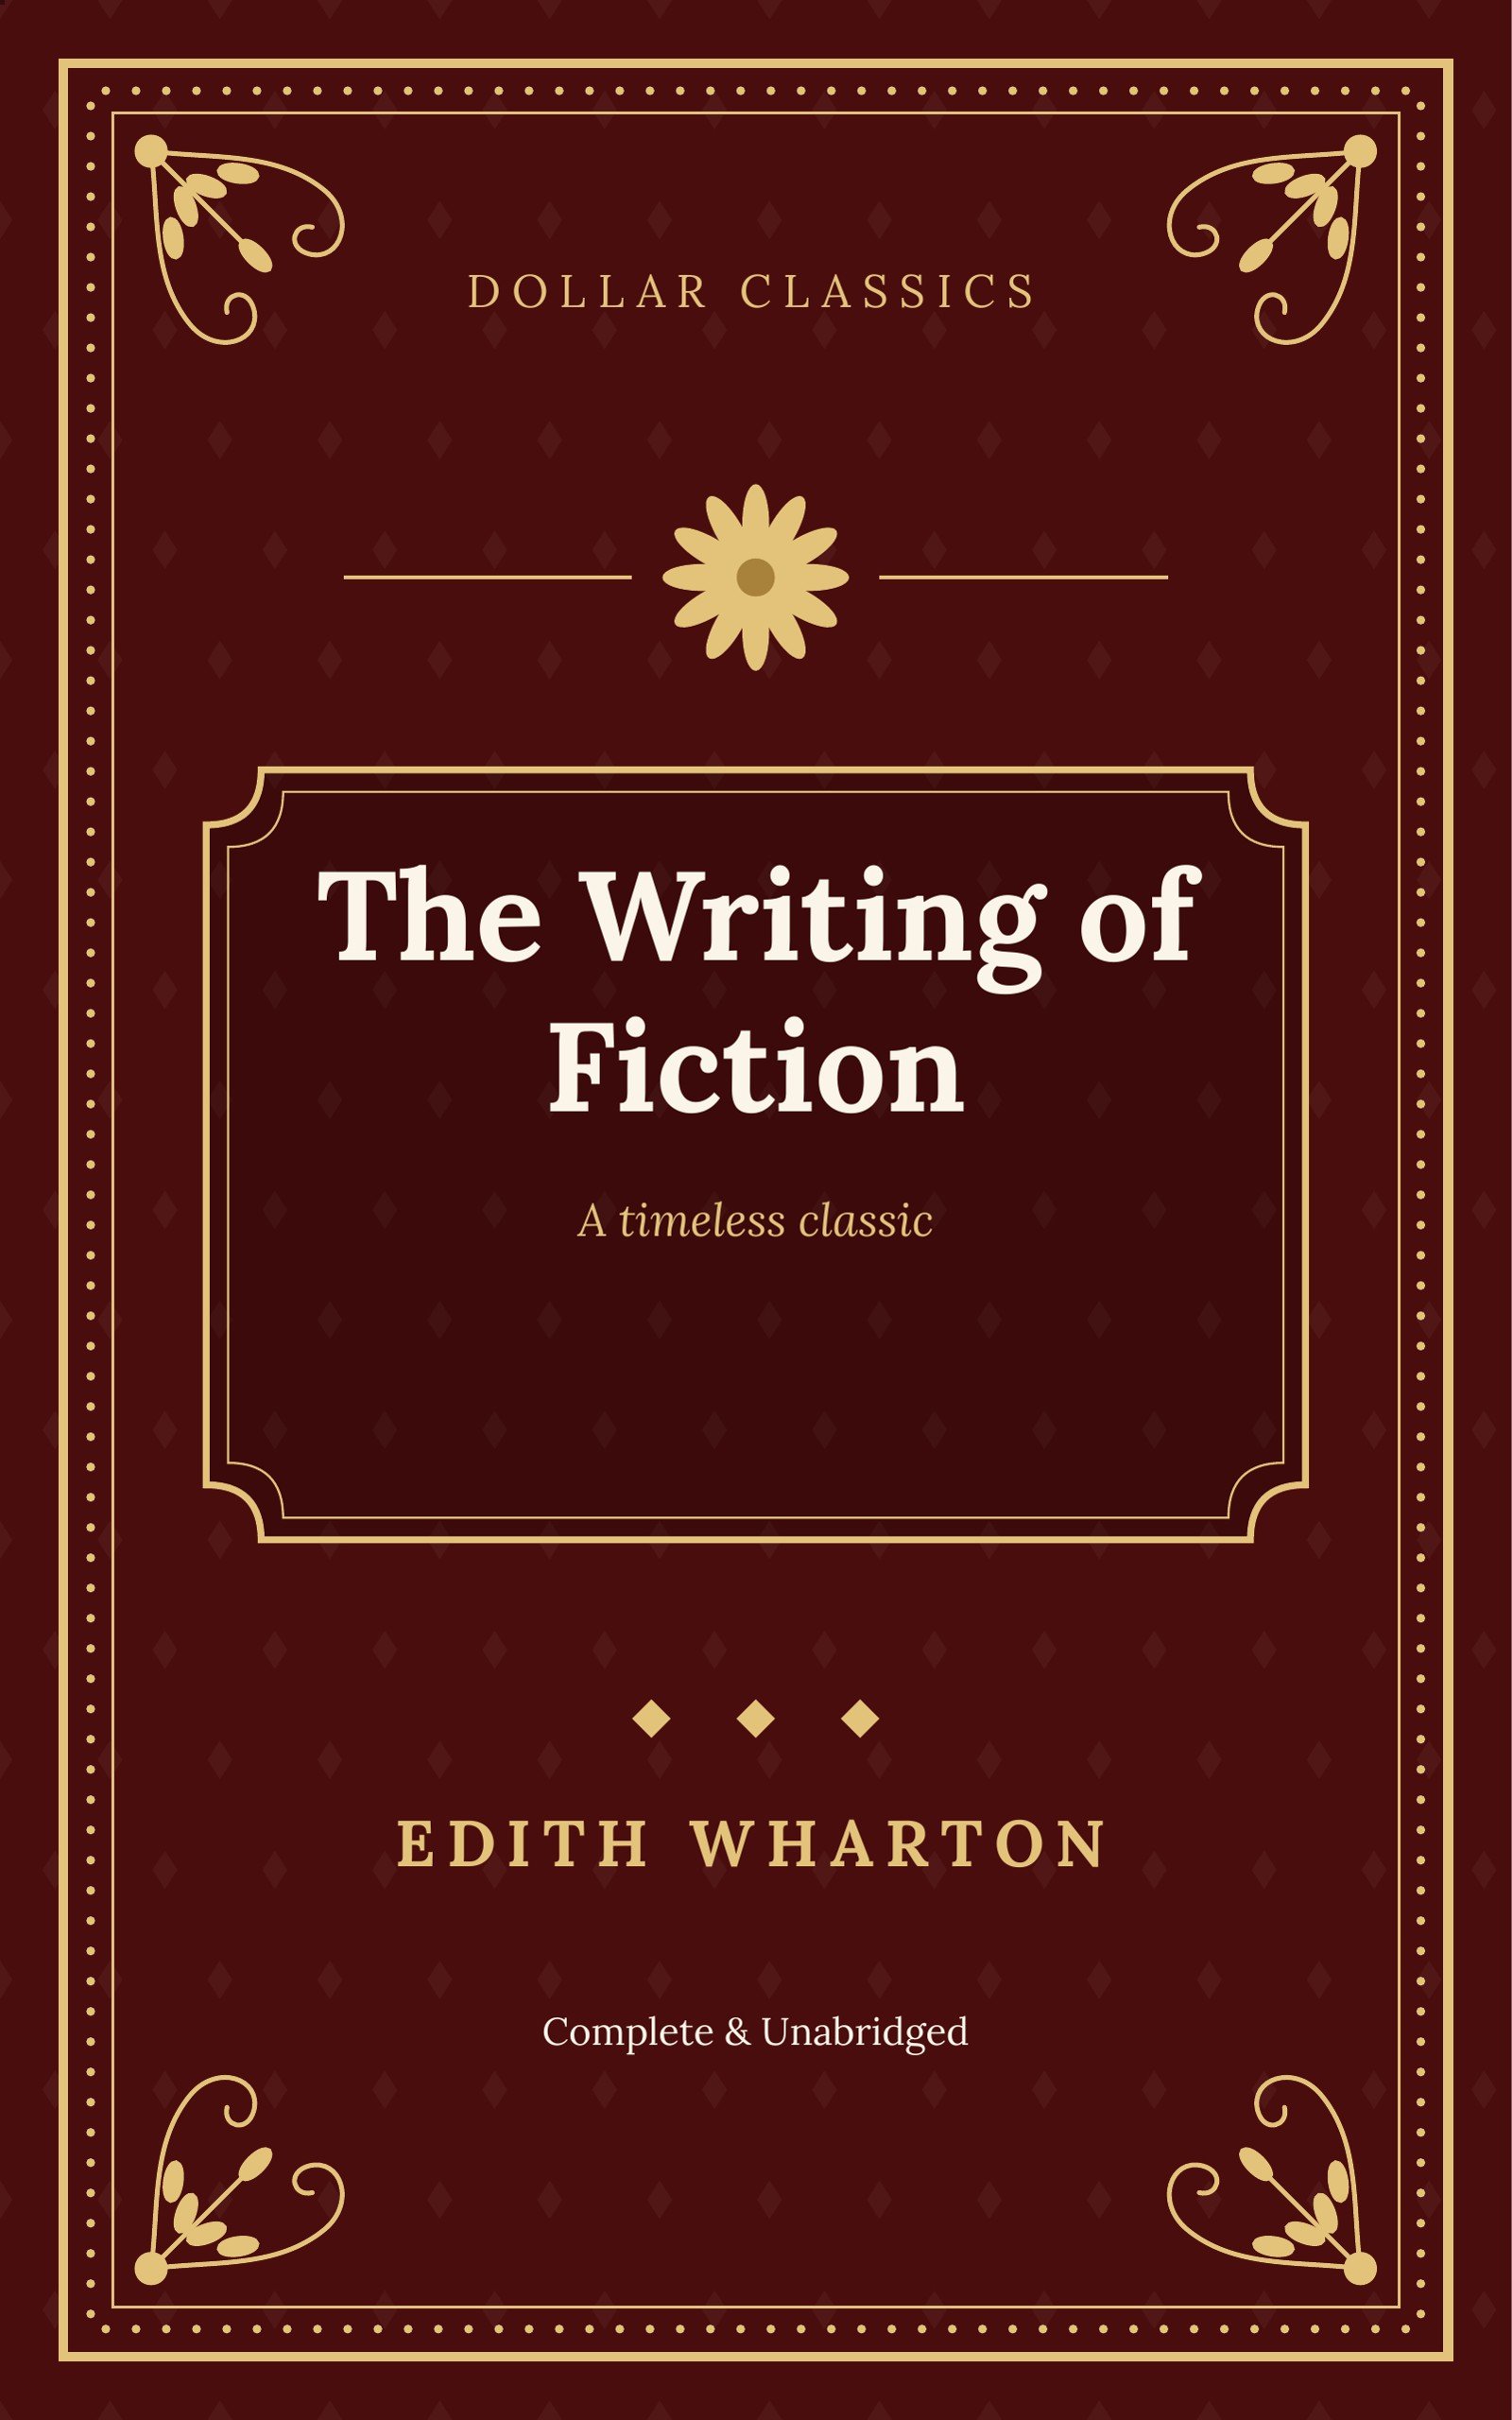 DOLLAR CLASSICS
The Writing of
Fiction
A timeless classic
EDITH WHARTON
Complete & Unabridged